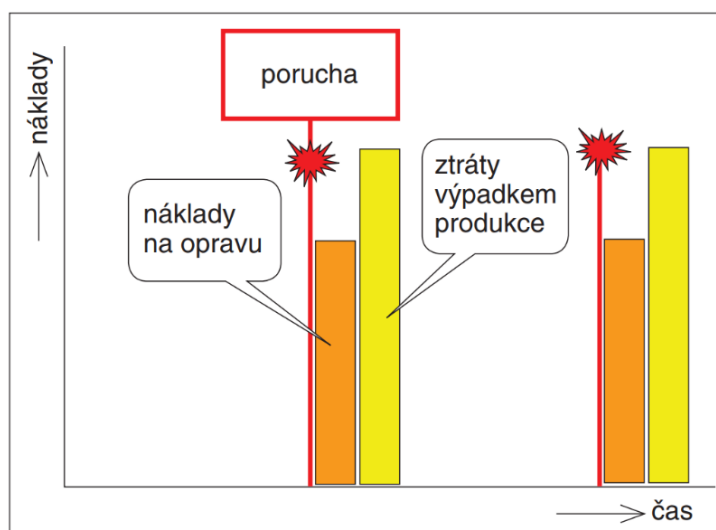 náklady
porucha
náklady
na opravu
ztráty
výpadkem
produkce
čas